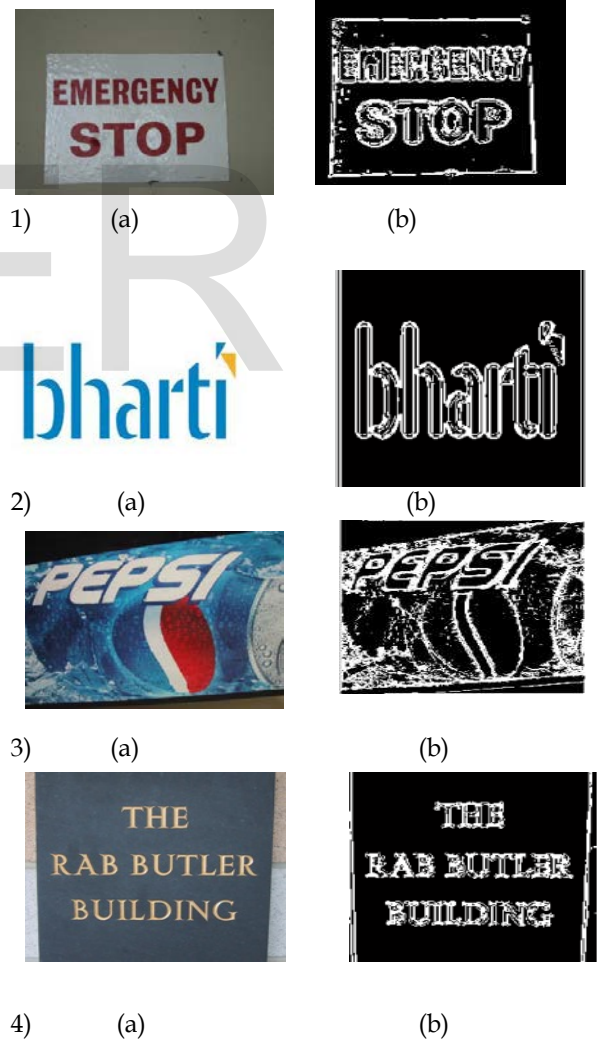 EMERGENCY EMERGENCY
STOP STOP
1) (a) (b)
ER
bharti bharti
2) (a) (b)
PEPSI PEPSI
3) (a) (b)
THE THE
RAB BUTLER RAB BUTLER
BUILDING BUILDING
4) (a) (b)